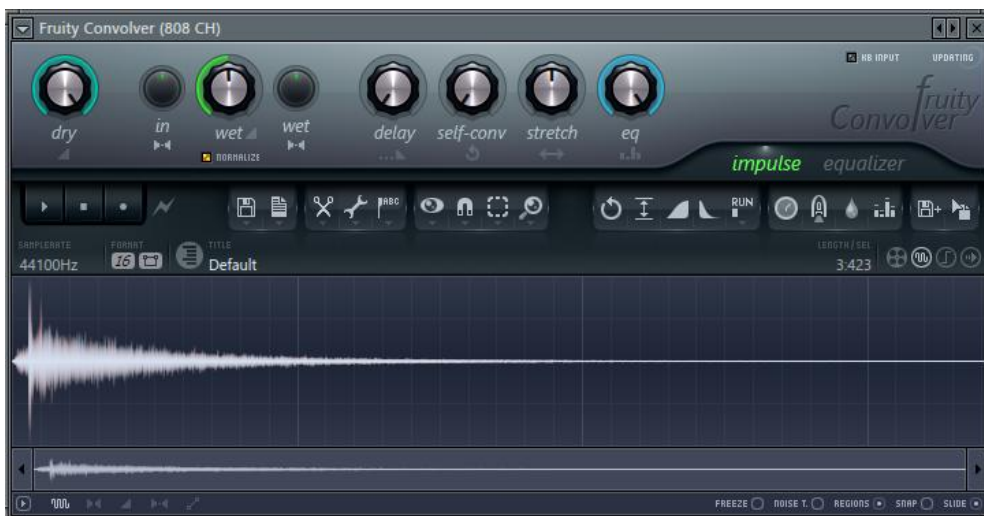 Fruity Convolver (808 CH)
KB INPUT UPDATING
fruity
Convolver
dry in wet wet delay self-conv stretch eq
NORMALIZE
impulse equalizer
ABC RUN
SAMPLERATE FORMAT TITLE LENGTH/SEL
44100Hz 16 Default 3:423
FREEZE NOISE T. REGIONS SNAP SLIDE